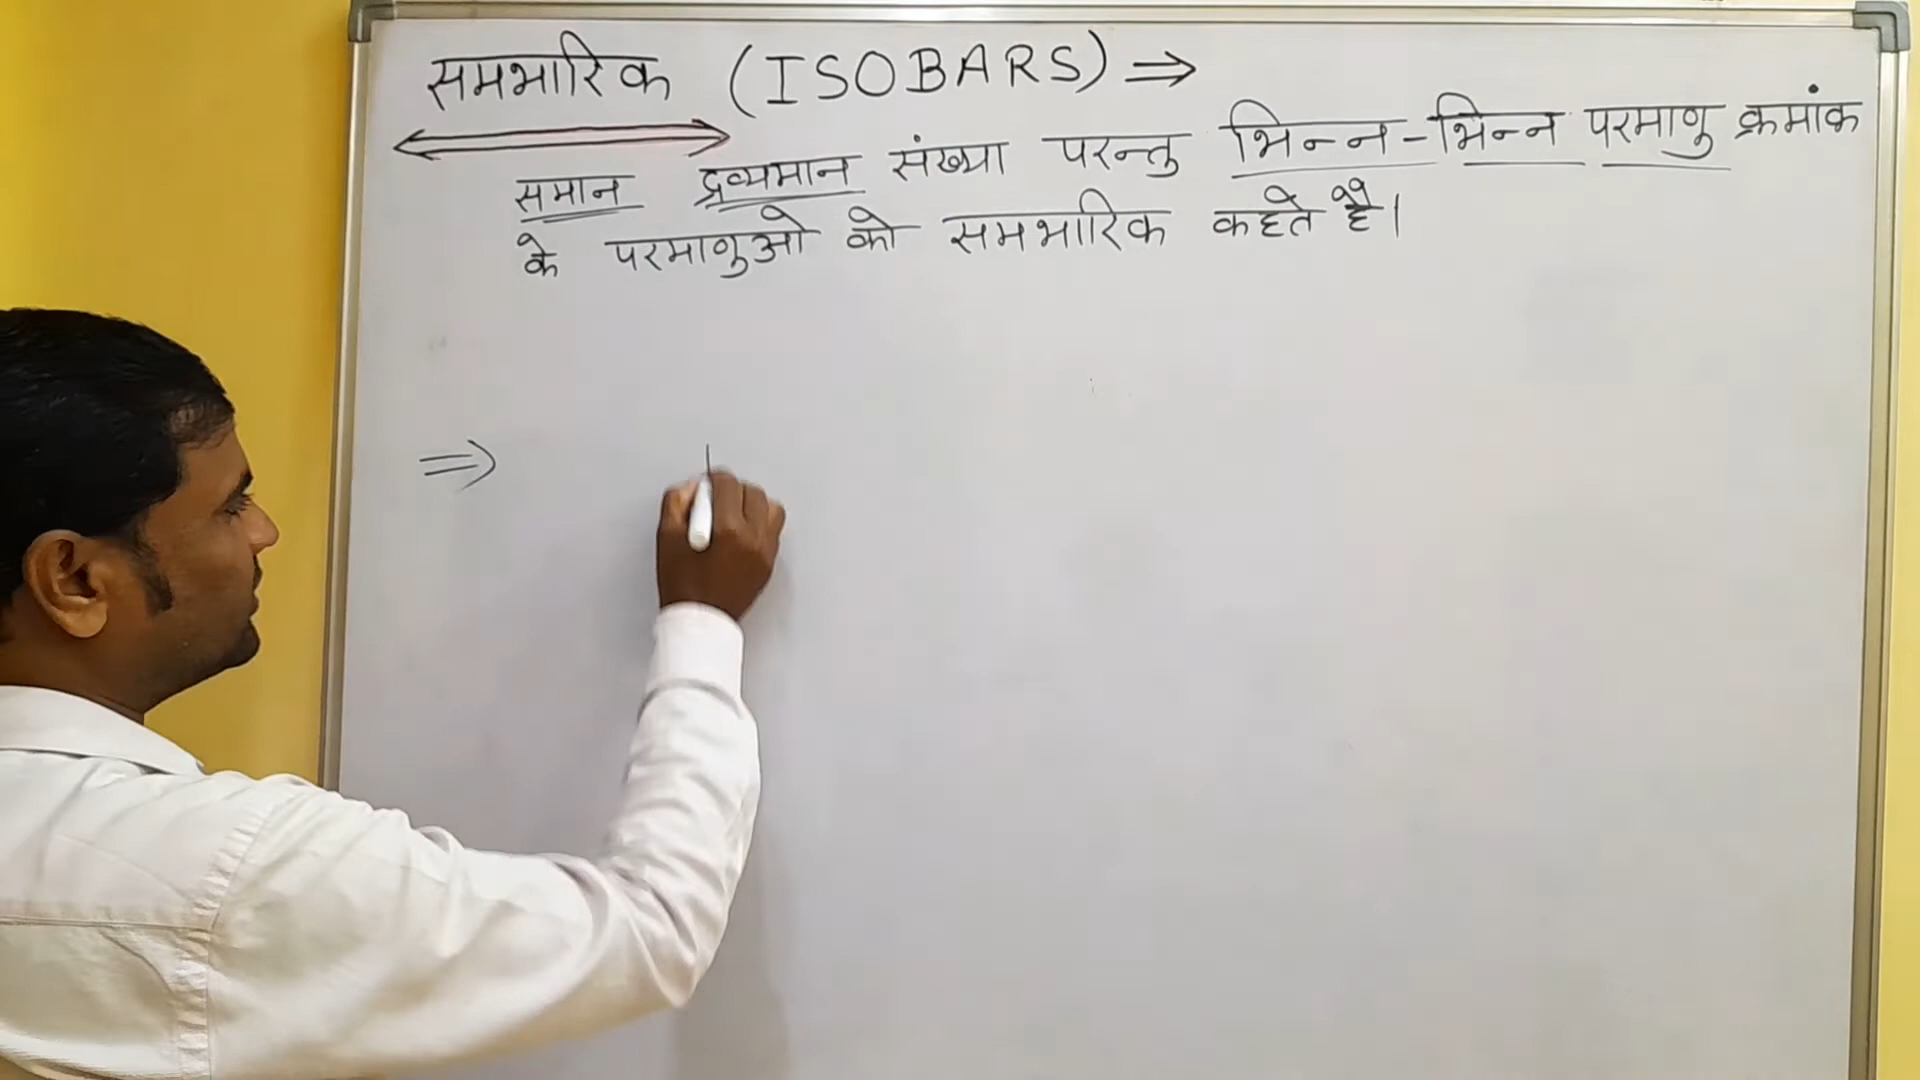 समभारिक (ISOBARS) ⇒
समान द्रव्यमान संख्या परन्तु भिन्न-भिन्न परमाणु क्रमांक
के परमाणुओ को समभारिक कहते है।
⇒